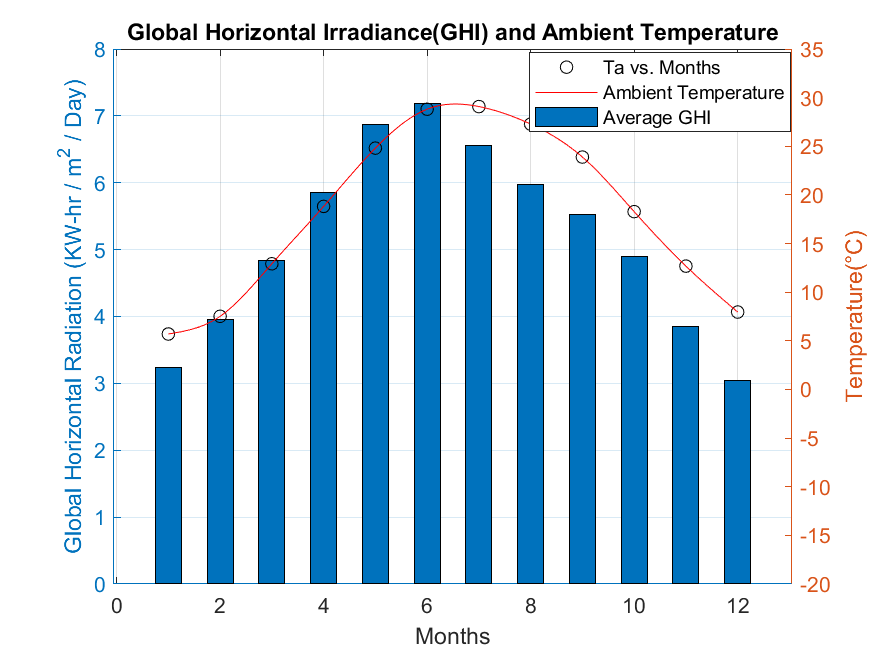 Global Horizontal Irradiance(GHI) and Ambient Temperature
Ta vs. Months
Ambient Temperature
Average GHI
Global Horizontal Radiation (KW-hr / m² / Day)
8
7
6
5
4
3
2
1
0
35
30
25
20
15
10
5
0
-5
-10
-15
-20
Temperature(°C)
0 2 4 6 8 10 12
Months